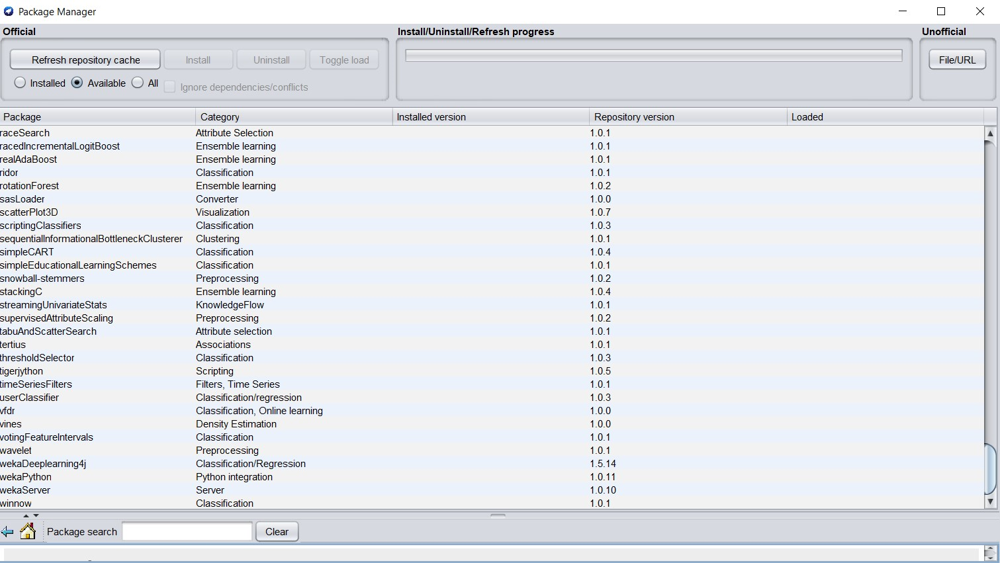 Package Manager
Official
Install/Uninstall/Refresh progress
Unofficial
Refresh repository cache Install Uninstall Toggle load
File/URL
Installed Available All Ignore dependencies/conflicts
Package Category Installed version Repository version Loaded
raceSearch Attribute Selection 1.0.1
racedIncrementalLogitBoost Ensemble learning 1.0.1
realAdaBoost Ensemble learning 1.0.1
ridor Classification 1.0.1
rotationForest Ensemble learning 1.0.2
sasLoader Converter 1.0.0
scatterPlot3D Visualization 1.0.7
scriptingClassifiers Classification 1.0.3
sequentialInformationalBottleneckClusterer Clustering 1.0.1
simpleCART Classification 1.0.4
simpleEducationalLearningSchemes Classification 1.0.1
snowball-stemmers Preprocessing 1.0.2
stackingC Ensemble learning 1.0.4
streamingUnivariateStats KnowledgeFlow 1.0.1
supervisedAttributeScaling Preprocessing 1.0.2
tabuAndScatterSearch Attribute selection 1.0.1
tertius Associations 1.0.1
thresholdSelector Classification 1.0.3
tigerjython Scripting 1.0.5
timeSeriesFilters Filters, Time Series 1.0.1
userClassifier Classification/regression 1.0.3
vfdr Classification, Online learning 1.0.0
vines Density Estimation 1.0.0
votingFeatureIntervals Classification 1.0.1
wavelet Preprocessing 1.0.1
wekaDeeplearning4j Classification/Regression 1.5.14
wekaPython Python integration 1.0.11
wekaServer Server 1.0.10
winnow Classification 1.0.1
Package search Clear